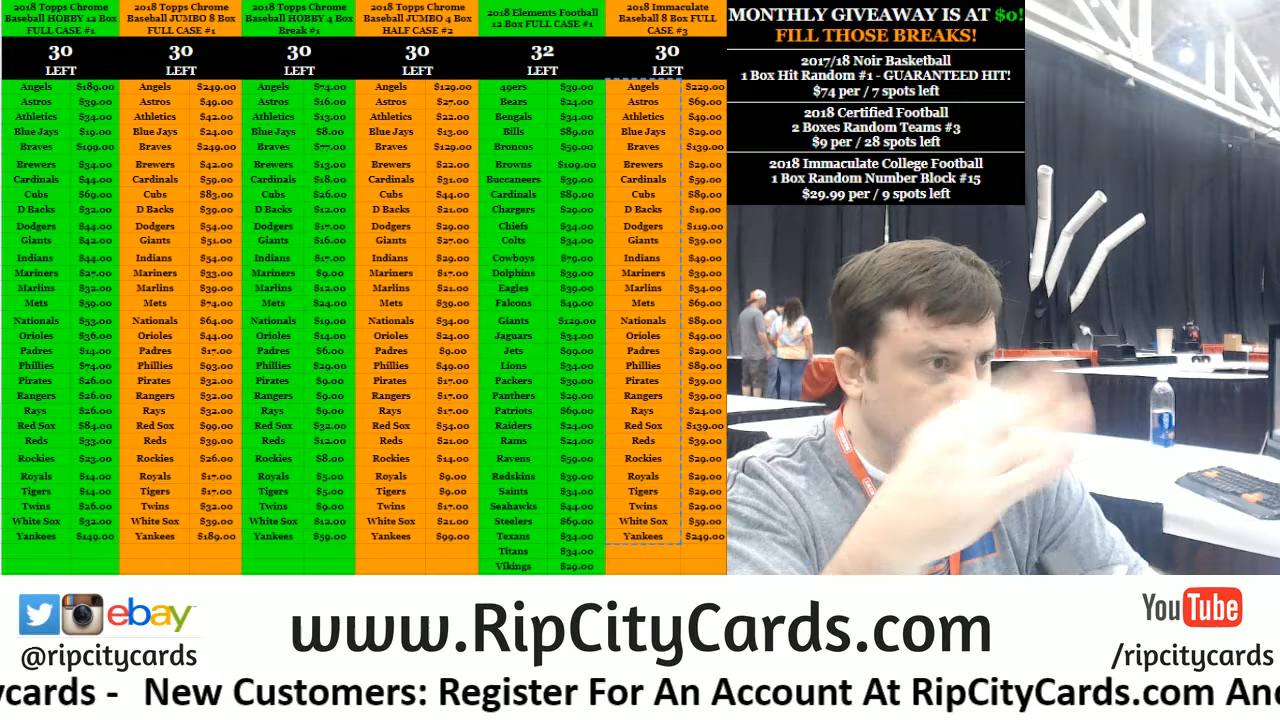 2018 Topps Chrome Baseball HOBBY 12 Box FULL CASE #1
30
LEFT
Angels $189.00
Astros $39.00
Athletics $34.00
Blue Jays $19.00
Braves $199.00
Brewers $34.00
Cardinals $44.00
Cubs $69.00
D Backs $32.00
Dodgers $44.00
Giants $42.00
Indians $44.00
Mariners $27.00
Marlins $32.00
Mets $59.00
Nationals $53.00
Orioles $36.00
Padres $14.00
Phillies $74.00
Pirates $26.00
Rangers $26.00
Rays $26.00
Red Sox $84.00
Reds $33.00
Rockies $23.00
Royals $14.00
Tigers $14.00
Twins $26.00
White Sox $32.00
Yankees $149.00
2018 Topps Chrome Baseball JUMBO 8 Box FULL CASE #1
30
LEFT
Angels $249.00
Astros $49.00
Athletics $42.00
Blue Jays $24.00
Braves $249.00
Brewers $42.00
Cardinals $59.00
Cubs $83.00
D Backs $39.00
Dodgers $54.00
Giants $51.00
Indians $54.00
Mariners $33.00
Marlins $39.00
Mets $74.00
Nationals $64.00
Orioles $44.00
Padres $17.00
Phillies $93.00
Pirates $32.00
Rangers $32.00
Rays $32.00
Red Sox $99.00
Reds $39.00
Rockies $26.00
Royals $17.00
Tigers $17.00
Twins $32.00
White Sox $39.00
Yankees $189.00
2018 Topps Chrome Baseball HOBBY 4 Box Break #1
30
LEFT
Angels $74.00
Astros $16.00
Athletics $13.00
Blue Jays $8.00
Braves $77.00
Brewers $13.00
Cardinals $18.00
Cubs $26.00
D Backs $12.00
Dodgers $17.00
Giants $16.00
Indians $17.00
Mariners $9.00
Marlins $12.00
Mets $24.00
Nationals $19.00
Orioles $14.00
Padres $6.00
Phillies $29.00
Pirates $9.00
Rangers $9.00
Rays $9.00
Red Sox $32.00
Reds $12.00
Rockies $8.00
Royals $5.00
Tigers $5.00
Twins $9.00
White Sox $12.00
Yankees $59.00
2018 Topps Chrome Baseball JUMBO 4 Box HALF CASE #2
30
LEFT
Angels $129.00
Astros $27.00
Athletics $22.00
Blue Jays $13.00
Braves $129.00
Brewers $22.00
Cardinals $31.00
Cubs $44.00
D Backs $21.00
Dodgers $29.00
Giants $27.00
Indians $29.00
Mariners $17.00
Marlins $21.00
Mets $39.00
Nationals $34.00
Orioles $24.00
Padres $9.00
Phillies $49.00
Pirates $17.00
Rangers $17.00
Rays $17.00
Red Sox $54.00
Reds $21.00
Rockies $14.00
Royals $9.00
Tigers $9.00
Twins $17.00
White Sox $21.00
Yankees $99.00
2018 Elements Football 12 Box FULL CASE #1
32
LEFT
49ers $39.00
Bears $24.00
Bengals $34.00
Bills $89.00
Broncos $59.00
Browns $109.00
Buccaneers $39.00
Cardinals $89.00
Chargers $29.00
Chiefs $34.00
Colts $34.00
Cowboys $79.00
Dolphins $39.00
Eagles $39.00
Falcons $49.00
Giants $129.00
Jaguars $34.00
Jets $99.00
Lions $34.00
Packers $39.00
Panthers $29.00
Patriots $69.00
Raiders $24.00
Rams $24.00
Ravens $59.00
Redskins $39.00
Saints $34.00
Seahawks $44.00
Steelers $69.00
Texans $34.00
Titans $34.00
Vikings $29.00
2018 Immaculate Baseball 8 Box FULL CASE #3
30
LEFT
Angels $229.00
Astros $69.00
Athletics $49.00
Blue Jays $29.00
Braves $139.00
Brewers $29.00
Cardinals $59.00
Cubs $89.00
D Backs $19.00
Dodgers $119.00
Giants $39.00
Indians $49.00
Mariners $39.00
Marlins $34.00
Mets $69.00
Nationals $89.00
Orioles $49.00
Padres $29.00
Phillies $89.00
Pirates $39.00
Rangers $39.00
Rays $24.00
Red Sox $139.00
Reds $39.00
Rockies $29.00
Royals $29.00
Tigers $29.00
Twins $29.00
White Sox $59.00
Yankees $249.00
MONTHLY GIVEAWAY IS AT $0!
FILL THOSE BREAKS!
2017/18 Noir Basketball
1 Box Hit Random #1 - GUARANTEED HIT!
$74 per / 7 spots left
2018 Certified Football
2 Boxes Random Teams #3
$9 per / 28 spots left
2018 Immaculate College Football
1 Box Random Number Block #15
$29.99 per / 9 spots left
ebay
@ripcitycards
www.RipCityCards.com
YouTube
/ripcitycards
ycards - New Customers: Register For An Account At RipCityCards.com And